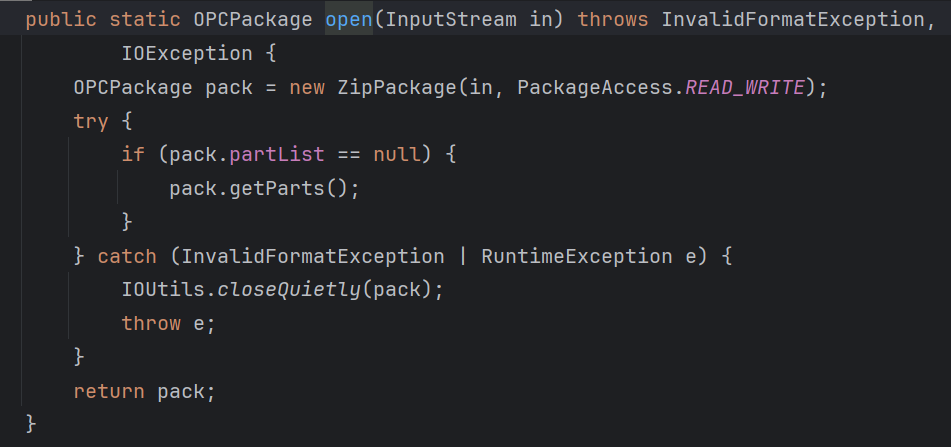 public static OPCPackage open(InputStream in) throws InvalidFormatException,
        IOException {
    OPCPackage pack = new ZipPackage(in, PackageAccess.READ_WRITE);
    try {
        if (pack.partList == null) {
            pack.getParts();
        }
    } catch (InvalidFormatException | RuntimeException e) {
        IOUtils.closeQuietly(pack);
        throw e;
    }
    return pack;
}